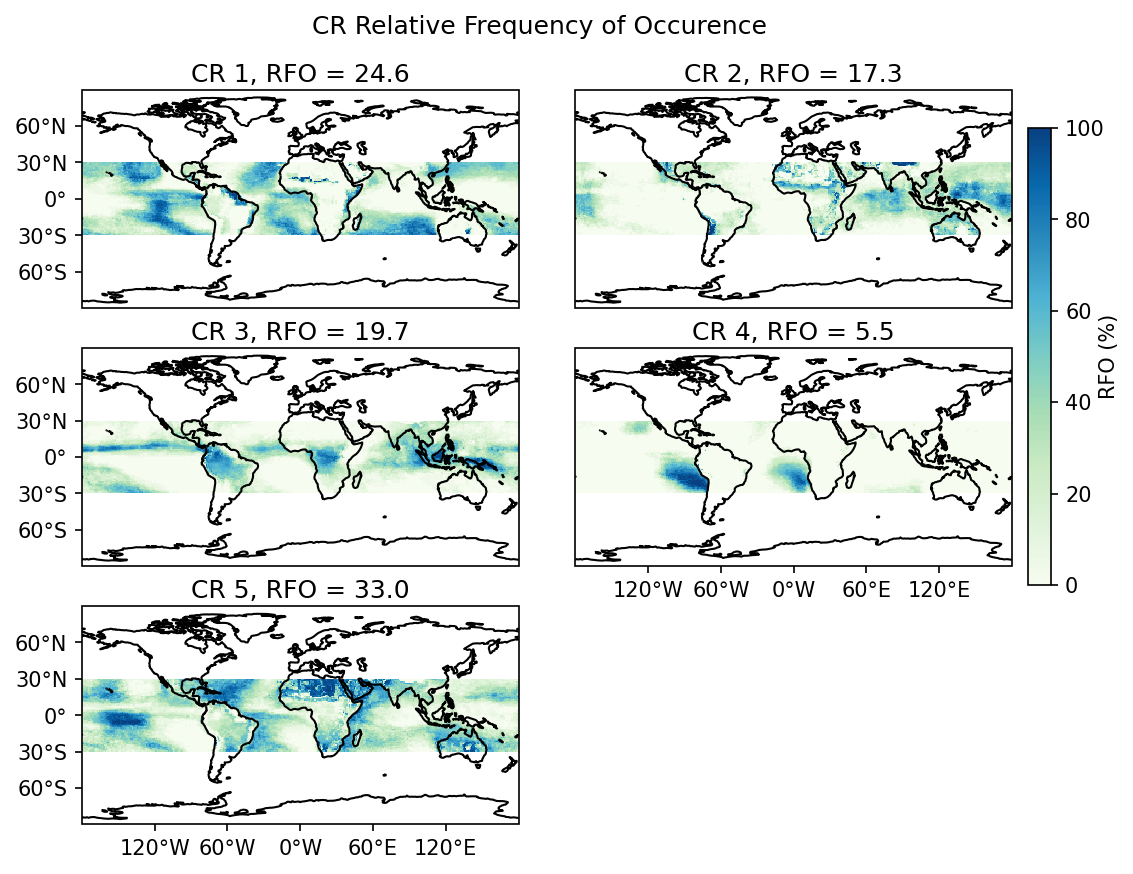 CR Relative Frequency of Occurence
CR 1, RFO = 24.6
60°N
30°N
0°
30°S
60°S
CR 2, RFO = 17.3
CR 3, RFO = 19.7
60°N
30°N
0°
30°S
60°S
CR 4, RFO = 5.5
120°W 60°W 0°W 60°E 120°E
100
80
60
40
20
0
RFO (%)
CR 5, RFO = 33.0
60°N
30°N
0°
30°S
60°S
120°W 60°W 0°W 60°E 120°E